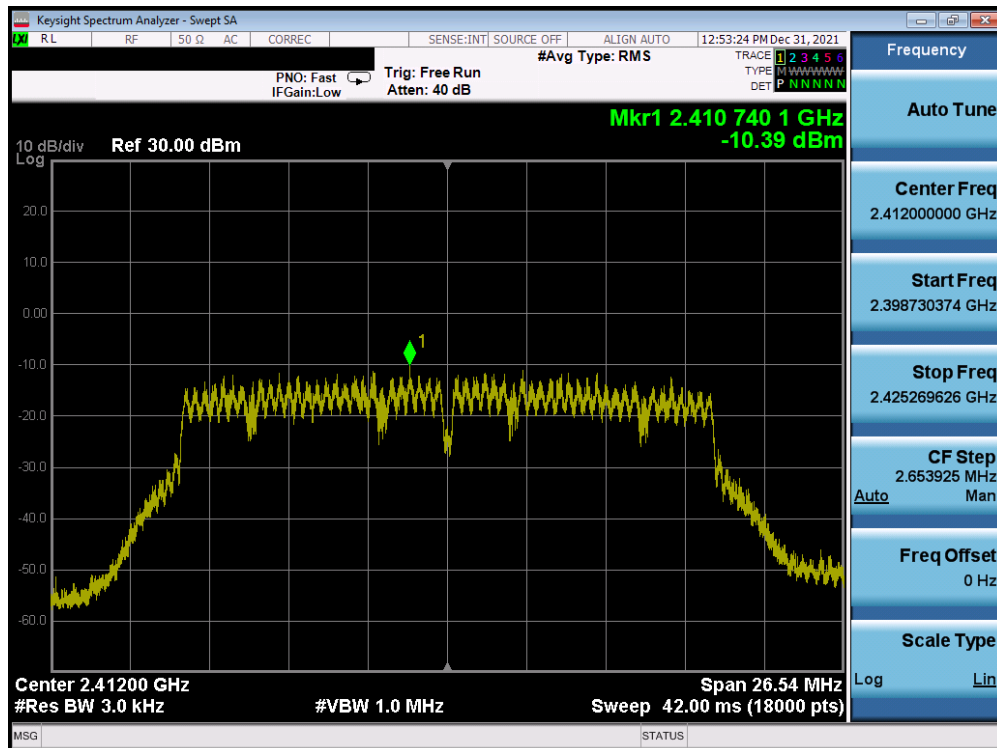 Keysight Spectrum Analyzer - Swept SA
LXI RL RF 50 Ω AC CORREC SENSE:INT SOURCE OFF ALIGN AUTO 12:53:24 PM Dec 31, 2021
PNO: Fast
IFGain:Low
Trig: Free Run
Atten: 40 dB
#Avg Type: RMS
TRACE 1 2 3 4 5 6
TYPE M WWWWW
DET P N N N N N
Mkr1 2.410 740 1 GHz
-10.39 dBm
10 dB/div
Log
Ref 30.00 dBm
20.0
10.0
0.00
-10.0
-20.0
-30.0
-40.0
-50.0
-60.0
1
Center 2.41200 GHz
Span 26.54 MHz
#Res BW 3.0 kHz
#VBW 1.0 MHz
Sweep 42.00 ms (18000 pts)
MSG
STATUS
Frequency
Auto Tune
Center Freq
2.412000000 GHz
Start Freq
2.398730374 GHz
Stop Freq
2.425269626 GHz
CF Step
2.653925 MHz
Auto Man
Freq Offset
0 Hz
Scale Type
Log Lin